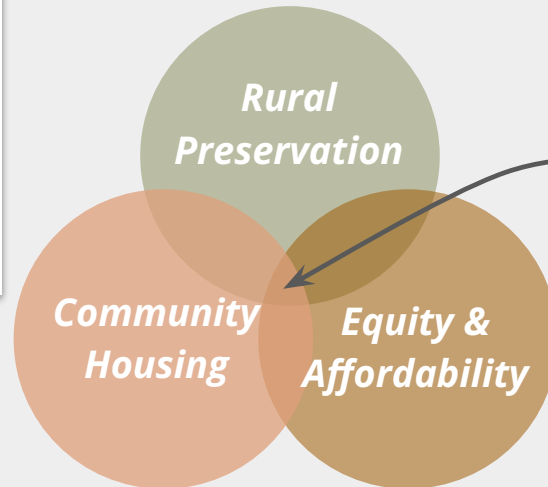 Rural
Preservation
Community
Housing
Equity &
Affordability